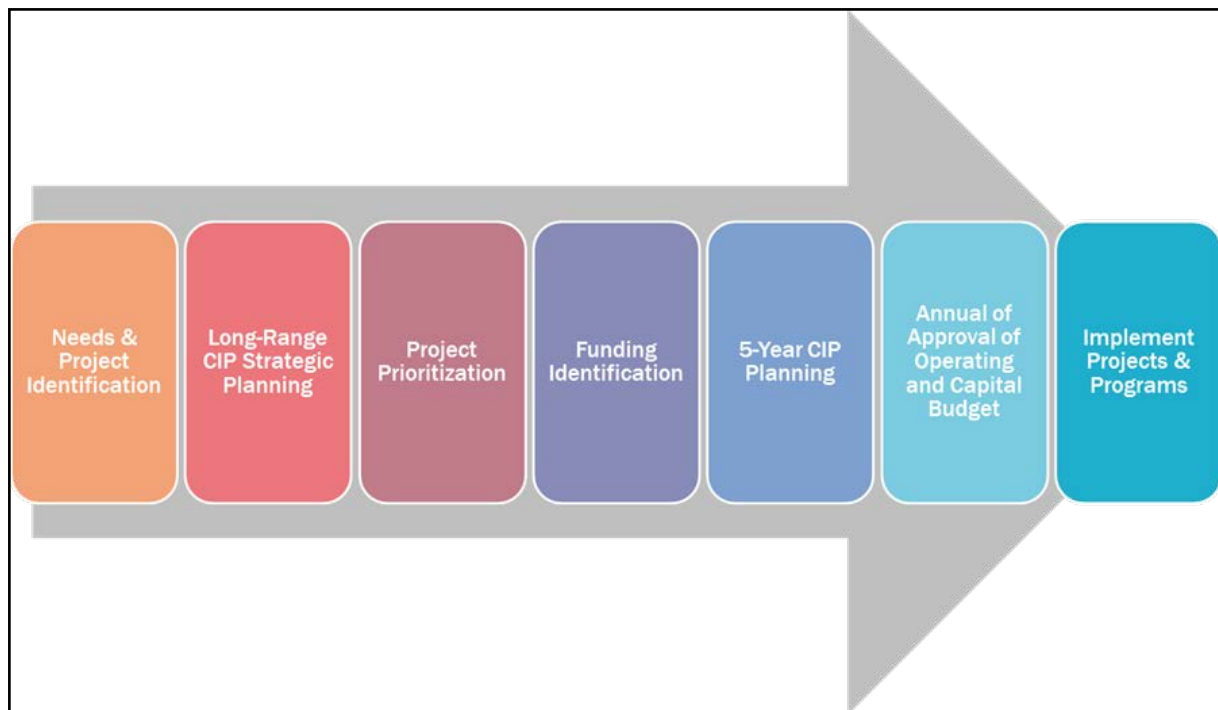 Needs &
Project
Identification
Long-Range
CIP Strategic
Planning
Project
Prioritization
Funding
Identification
5-Year CIP
Planning
Annual of
Approval of
Operating
and Capital
Budget
Implement
Projects &
Programs